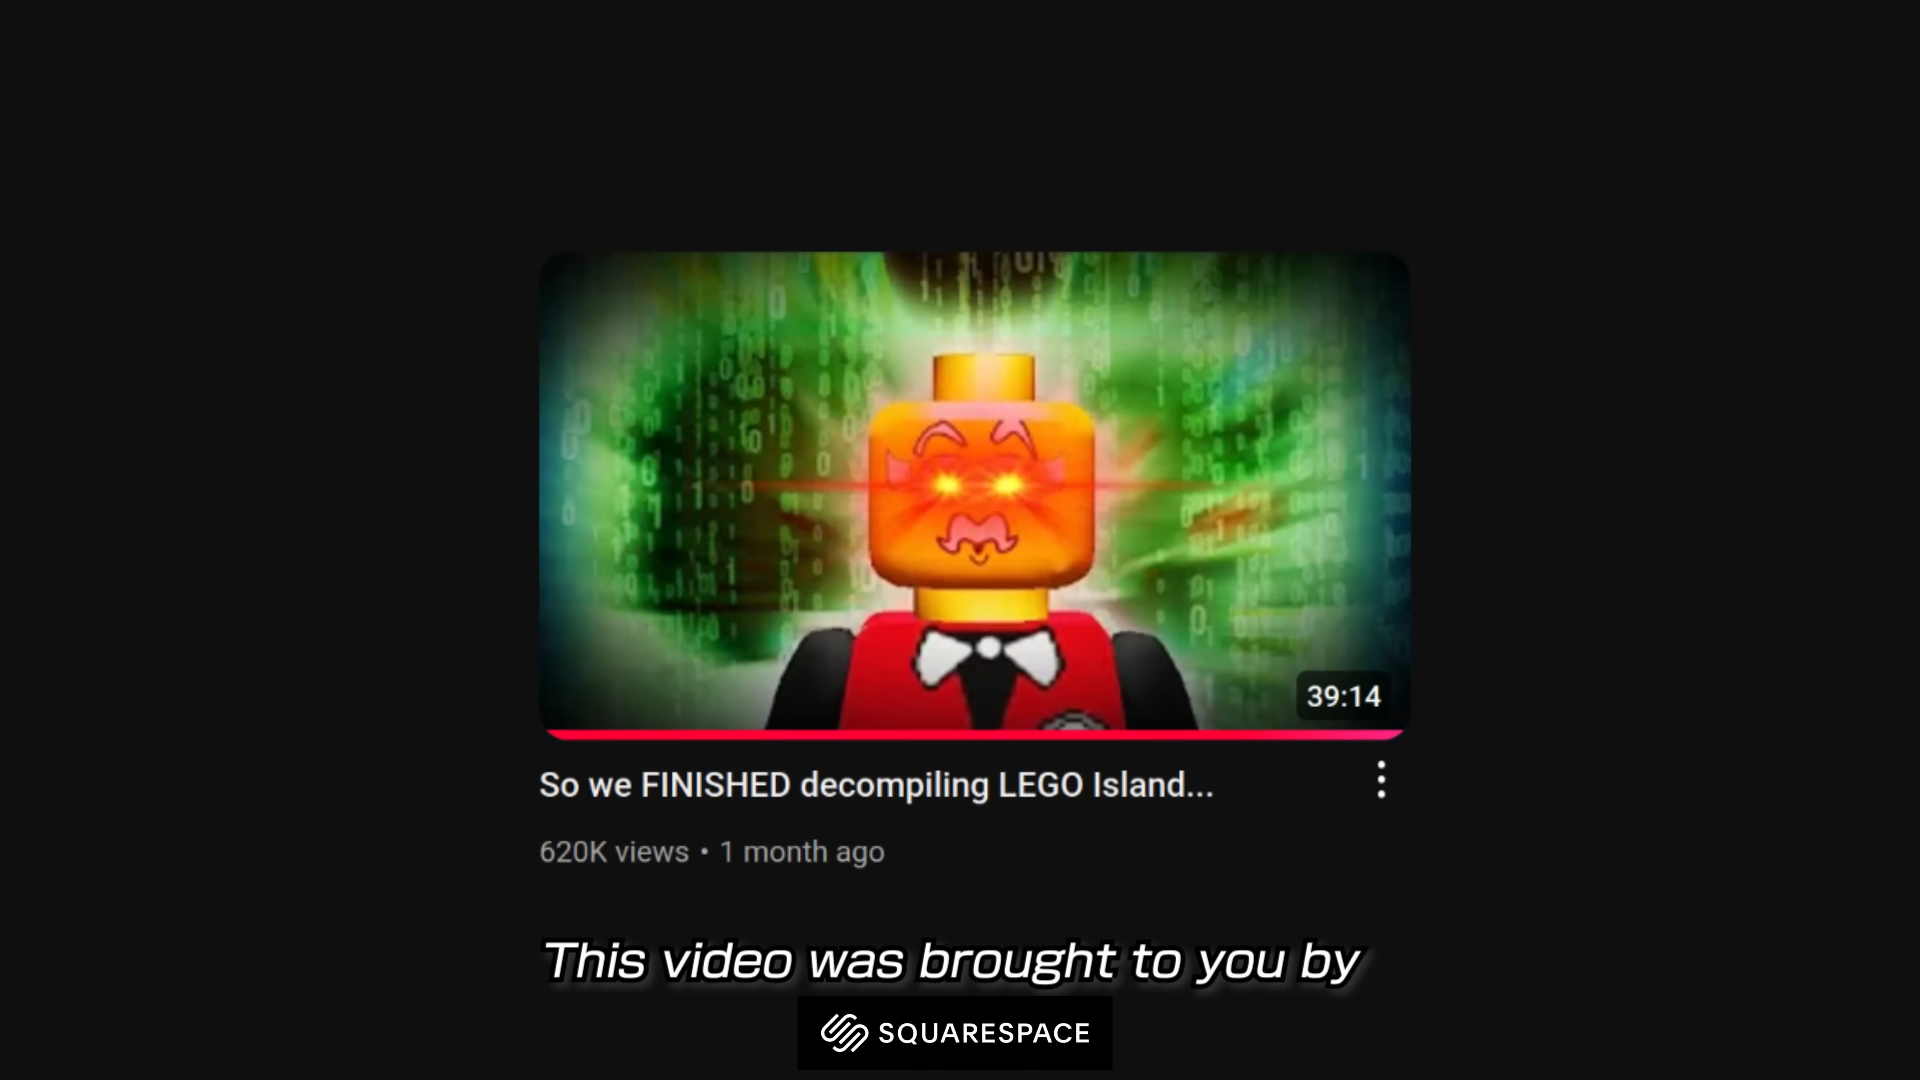 39:14
So we FINISHED decompiling LEGO Island...
620K views • 1 month ago
This video was brought to you by
SQUARESPACE